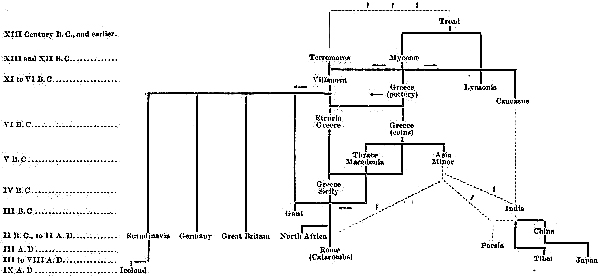 XIII Century B.C., and earlier.
Troad
XIII and XII B.C.
Terramares
Mycenæ
XI to VI B.C.
Villanova
Greece
(pottery)
Lycaonia
Caucasus
VI B.C.
Etruria
Greece
Greece
(coins)
V B.C.
Thrace
Macedonia
Asia
Minor
IV B.C.
Greece
Sicily
III B.C.
Gaul
India
II B.C., to II A.D.
Scandinavia
Germany
Great Britain
North Africa
China
III A.D.
Rome
(Catacombs)
Persia
III to VIII A.D.
Tibet
Japan
IX A.D.
Iceland